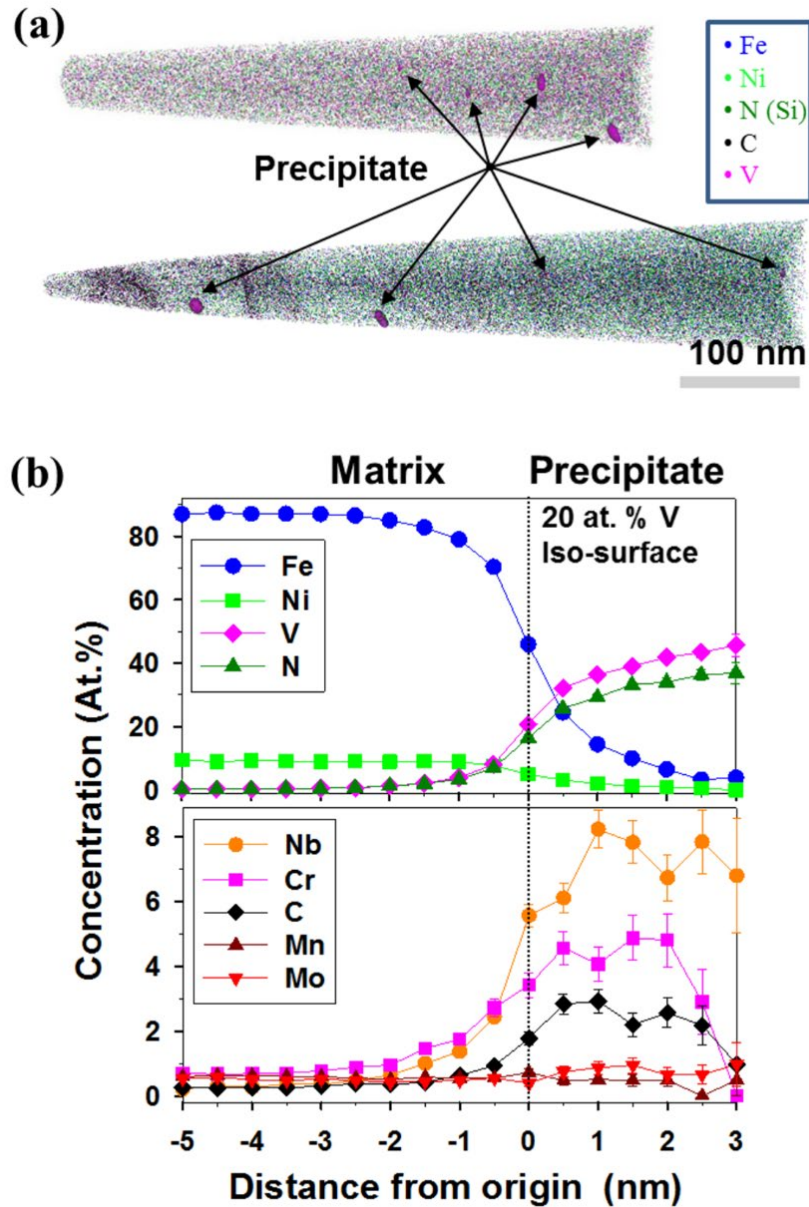 (a)
• Fe
• Ni
• N (Si)
• C
• V
Precipitate
100 nm
(b)
Matrix Precipitate
20 at. % V
Iso-surface
Fe
Ni
V
N
80
60
40
20
0
Concentration (At.%)
Nb
Cr
C
Mn
Mo
8
6
4
2
0
-5 -4 -3 -2 -1 0 1 2 3
Distance from origin (nm)